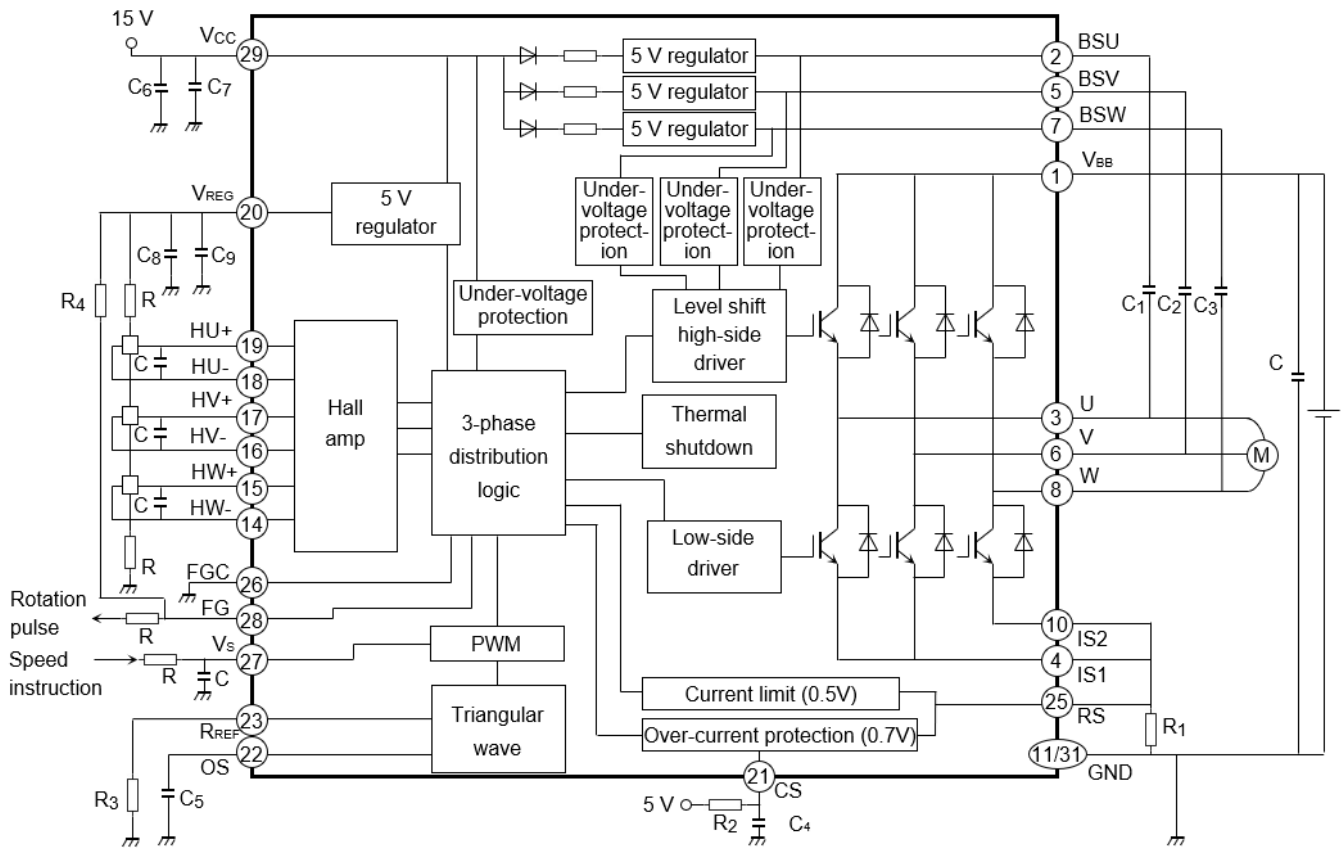 15 V
VCC
29
C6
C7
5 V regulator
5 V regulator
5 V regulator
2
BSU
5
BSV
7
BSW
1
VBB
VREG
20
5 V
regulator
C8
C9
R4
R
Under-
voltage
protect-
ion
Under-
voltage
protect-
ion
Under-
voltage
protect-
ion
Under-voltage
protection
Level shift
high-side
driver
C1
C2
C3
C
HU+
19
C
HU-
18
HV+
17
C
HV-
16
HW+
15
C
HW-
14
R
Hall
amp
3-phase
distribution
logic
Thermal
shutdown
Low-side
driver
3
U
6
V
8
W
M
FGC
26
FG
28
Rotation
pulse
R
VS
27
Speed
instruction
R
C
PWM
Triangular
wave
23
RREF
22
OS
R3
C5
10
IS2
4
IS1
25
RS
R1
11/31
GND
Current limit (0.5V)
Over-current protection (0.7V)
21
CS
5 V
R2
C4